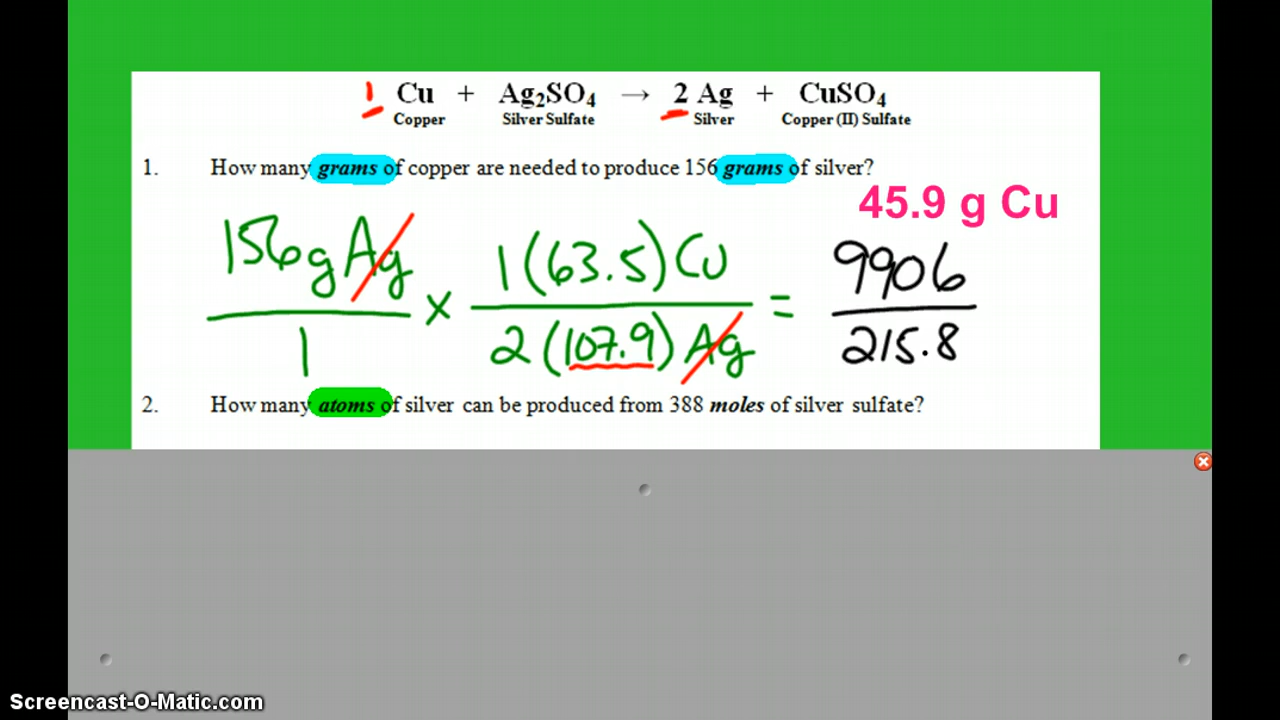 1 Cu + Ag2SO4 → 2 Ag + CuSO4
Copper Silver Sulfate Silver Copper (II) Sulfate
1. How many grams of copper are needed to produce 156 grams of silver?
45.9 g Cu
156 g Ag 1(63.5) Cu 9906
x =
1 2(107.9) Ag 215.8
2. How many atoms of silver can be produced from 388 moles of silver sulfate?
Screencast-O-Matic.com